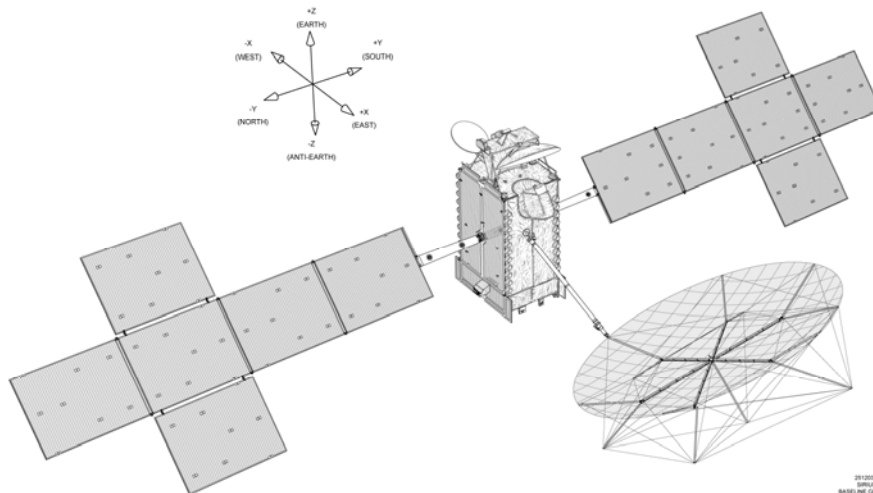 +Z
(EARTH)
-X
(WEST)
+Y
(SOUTH)
-Y
(NORTH)
+X
(EAST)
-Z
(ANTI-EARTH)